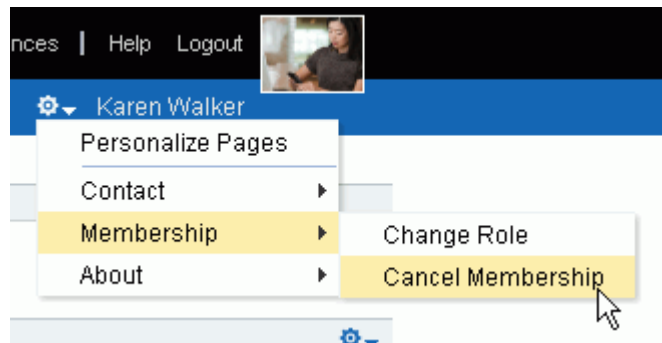 nces | Help Logout
Karen Walker
Personalize Pages
Contact
Membership
Change Role
About
Cancel Membership